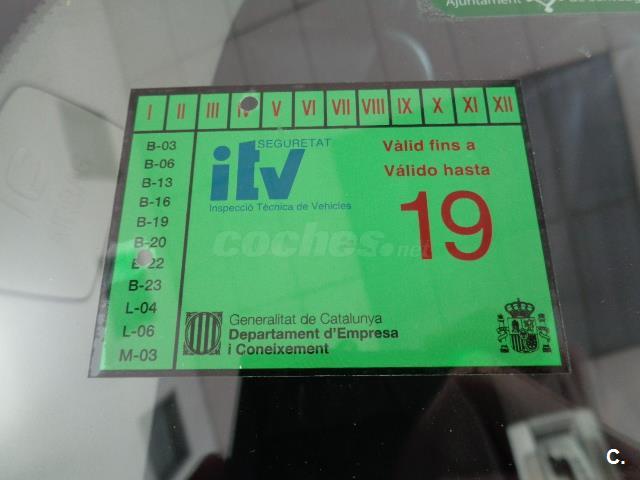 Ajuntament
I II III IV V VI VII VIII IX X XI XII
B-03
B-06
B-13
B-16
B-19
B-20
B-22
B-23
L-04
L-06
M-03
SEGURETAT
itv
Inspecció Tècnica de Vehicles
Vàlid fins a
Válido hasta
19
coches.net
Generalitat de Catalunya
Departament d'Empresa
i Coneixement
C.